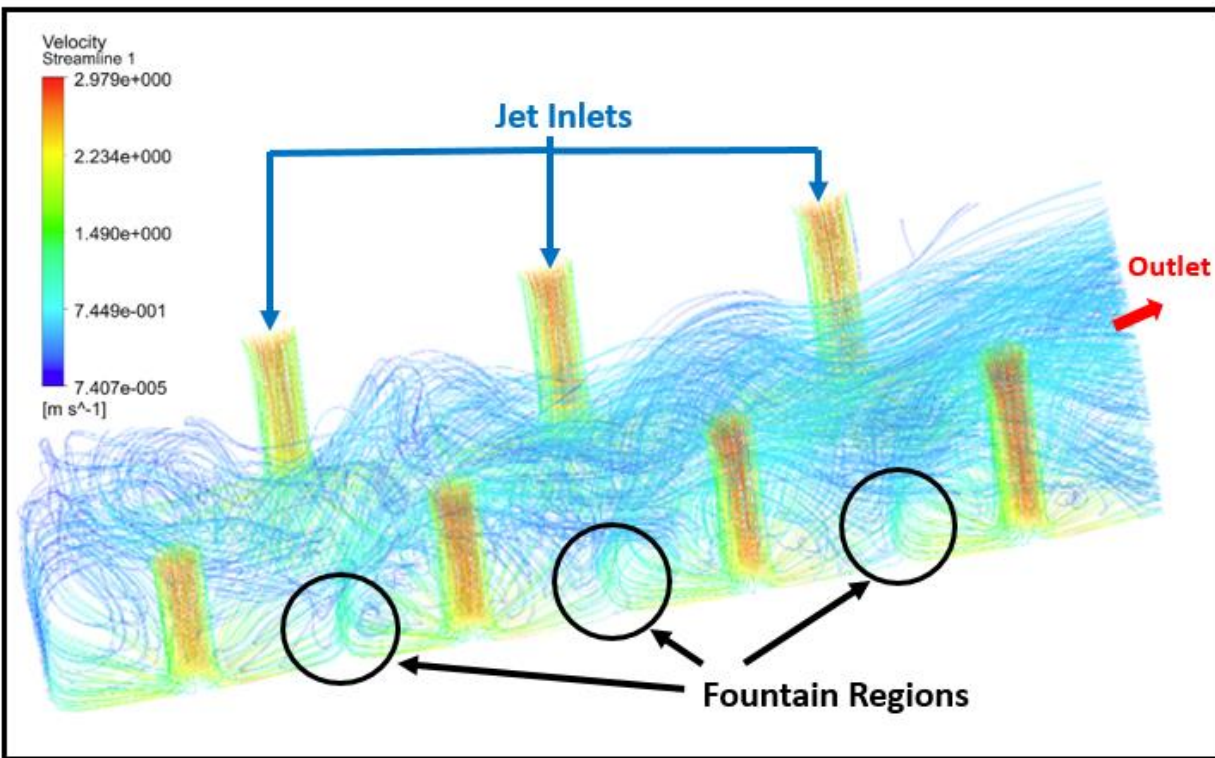 Velocity
Streamline 1
2.979e+000
2.234e+000
1.490e+000
7.449e-001
7.407e-005
[m s^-1]
Jet Inlets
Outlet
Fountain Regions